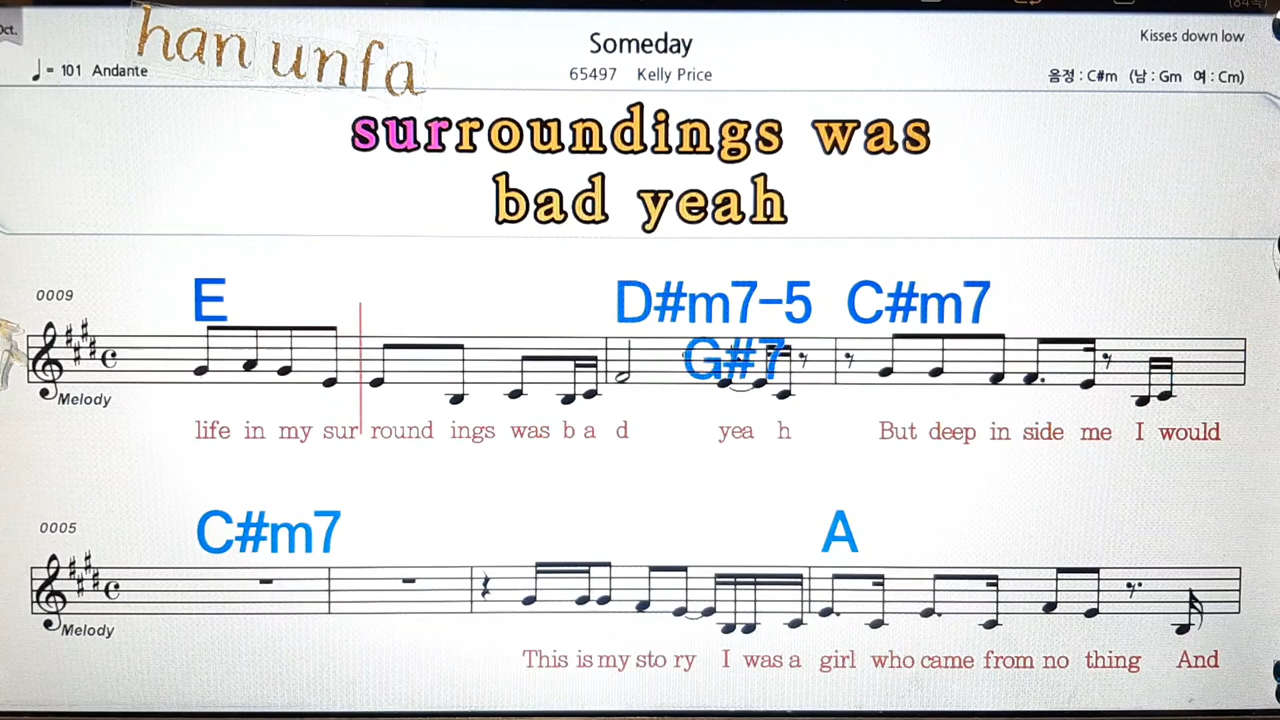 Oct.
han unfa
Someday
Kisses down low
♩= 101 Andante
65497 Kelly Price
음정 : C#m (남 : Gm 여 : Cm)
surroundings was
bad yeah
0009
E
D#m7-5 C#m7
G#7
Melody
life in my sur round ings was b a d yea h But deep in side me I would
0005
C#m7
A
Melody
This is my sto ry I was a girl who came from no thing And